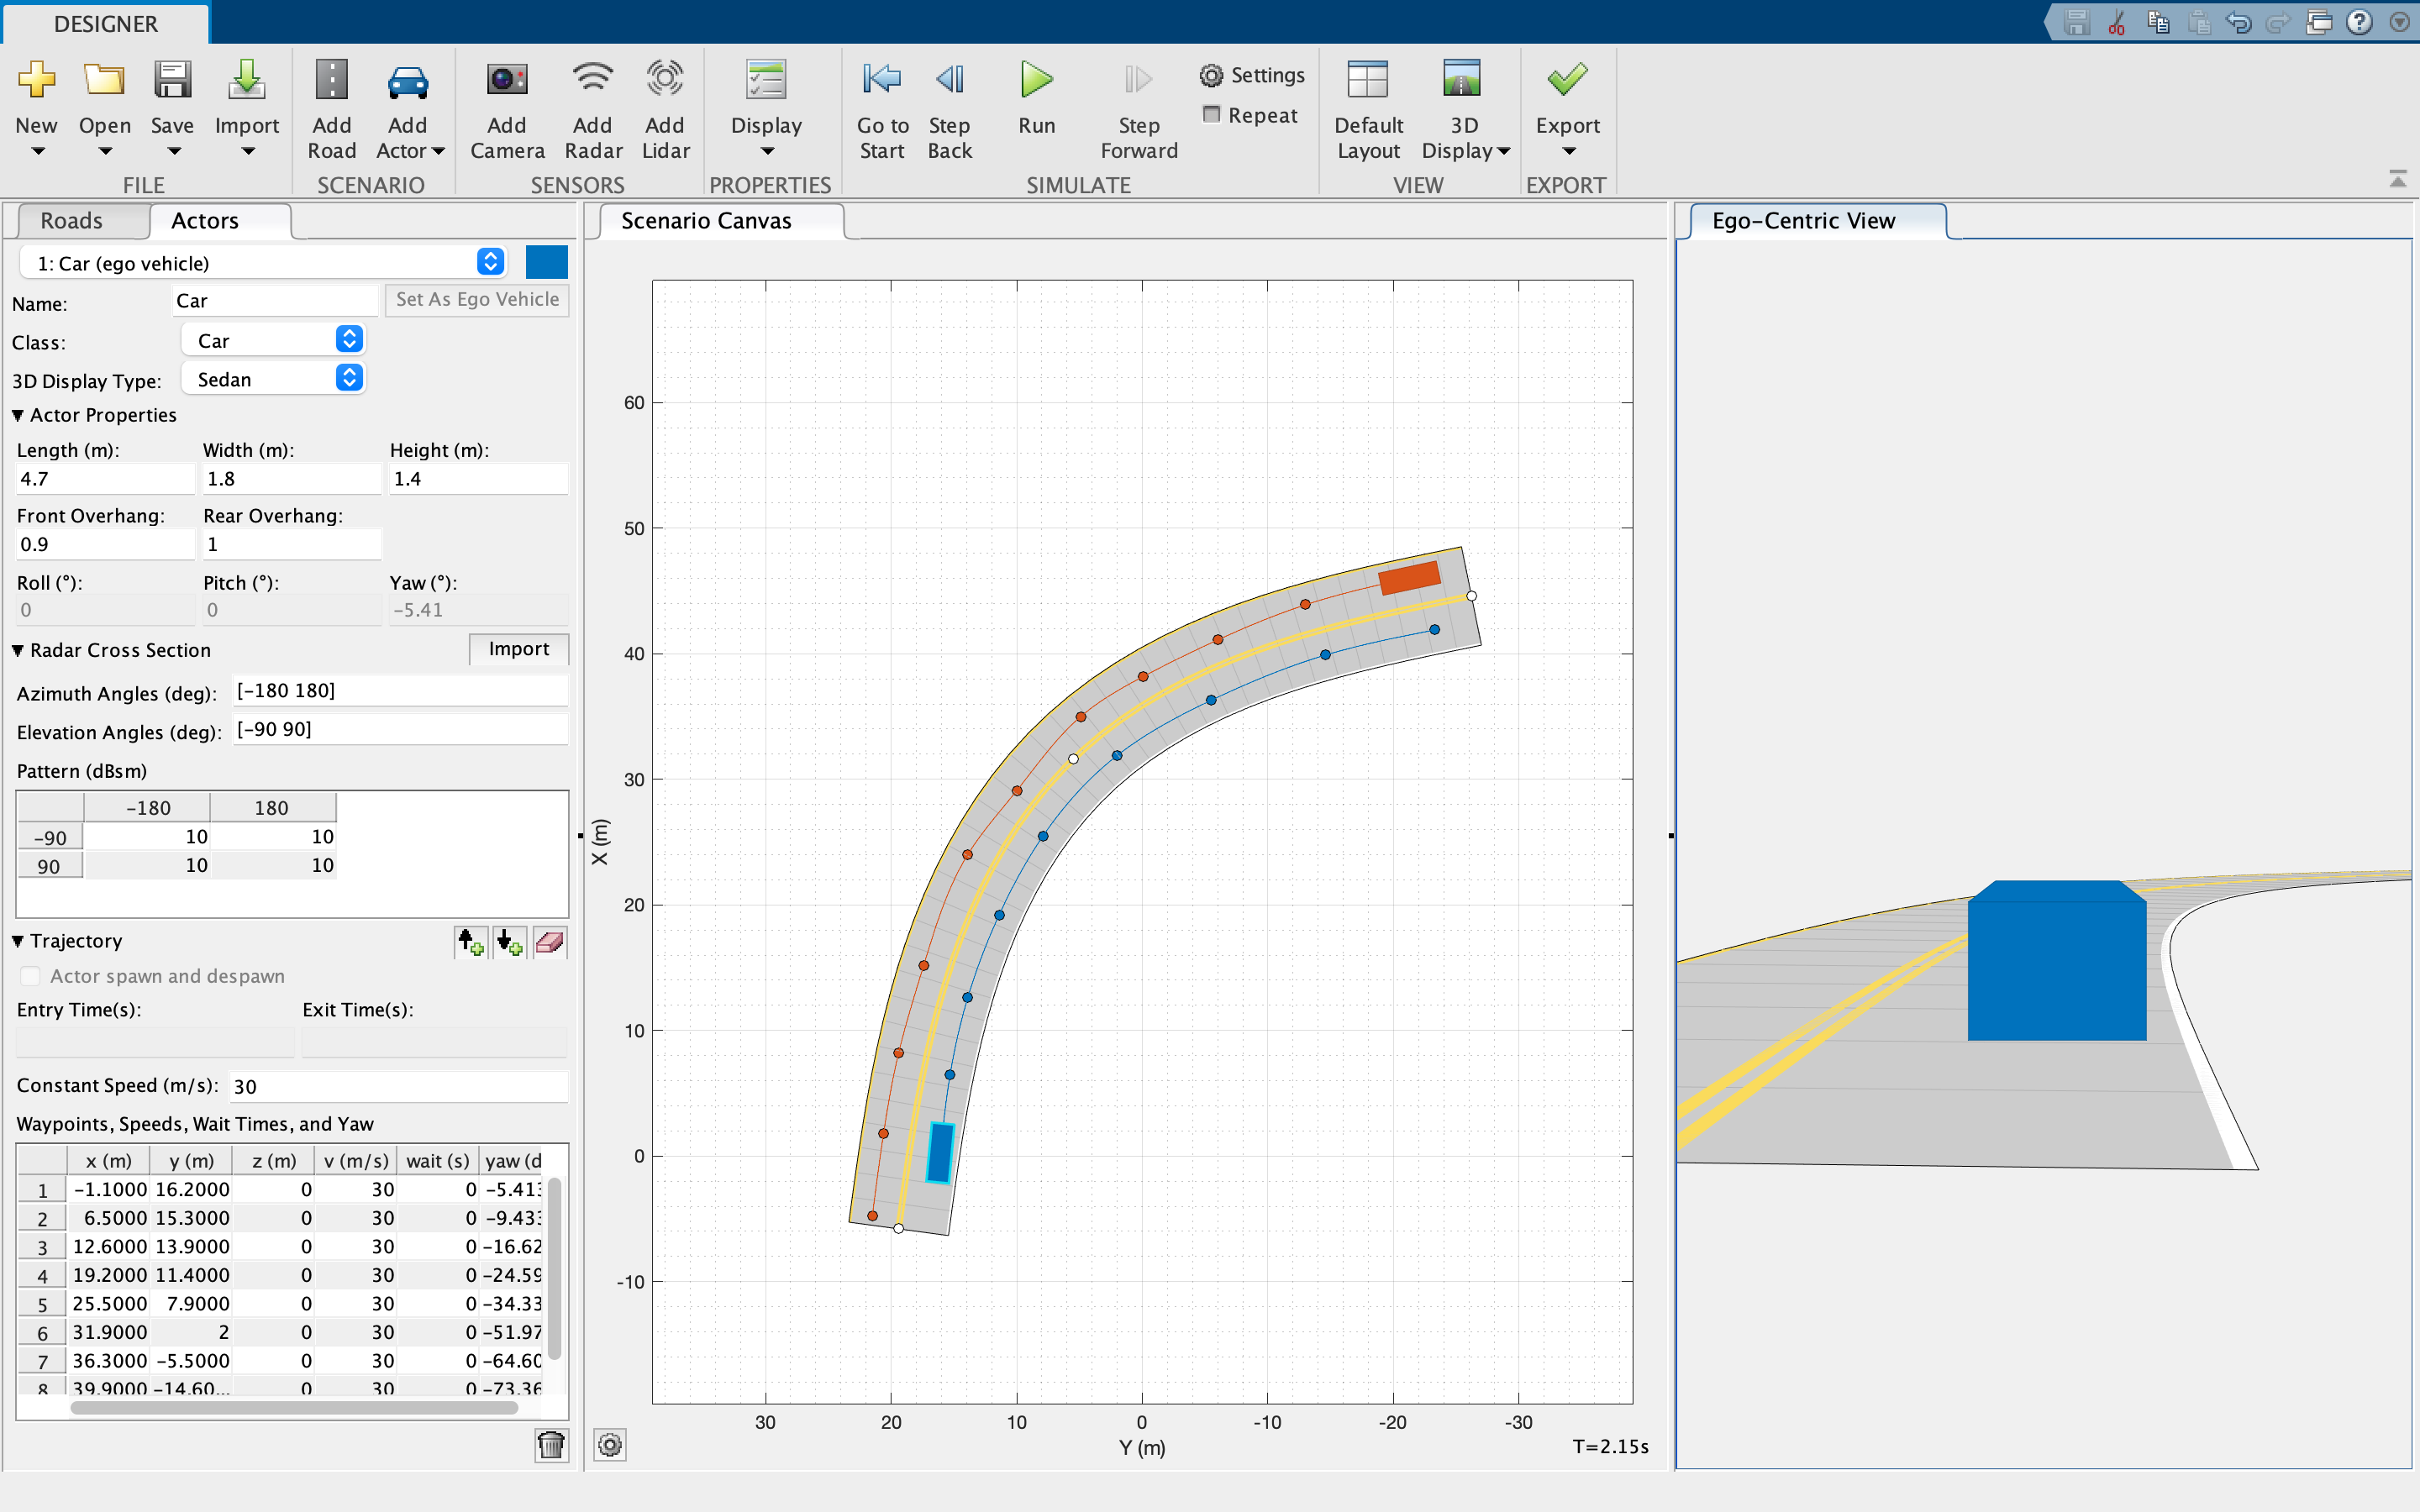 DESIGNER
New
Open
Save
Import
Add Road
Add Actor
Add Camera
Add Radar
Add Lidar
Display
Go to Start
Step Back
Run
Step Forward
Settings
Repeat
Default Layout
3D Display
Export
FILE
SCENARIO
SENSORS
PROPERTIES
SIMULATE
VIEW
EXPORT
Roads
Actors
1: Car (ego vehicle)
Name:
Car
Set As Ego Vehicle
Class:
Car
3D Display Type:
Sedan
Actor Properties
Length (m):
Width (m):
Height (m):
4.7
1.8
1.4
Front Overhang:
Rear Overhang:
0.9
1
Roll (°):
Pitch (°):
Yaw (°):
0
0
-5.41
Radar Cross Section
Import
Azimuth Angles (deg):
[-180 180]
Elevation Angles (deg):
[-90 90]
Pattern (dBsm)
-180 180
-90 10 10
90 10 10
Trajectory
Actor spawn and despawn
Entry Time(s):
Exit Time(s):
Constant Speed (m/s):
30
Waypoints, Speeds, Wait Times, and Yaw
x (m) y (m) z (m) v (m/s) wait (s) yaw (d
1 -1.1000 16.2000 0 30 0 -5.413
2 6.5000 15.3000 0 30 0 -9.433
3 12.6000 13.9000 0 30 0 -16.62
4 19.2000 11.4000 0 30 0 -24.59
5 25.5000 7.9000 0 30 0 -34.33
6 31.9000 2 0 30 0 -51.97
7 36.3000 -5.5000 0 30 0 -64.60
8 39.9000 -14.60... 0 30 0 -73.36
Scenario Canvas
60
50
40
30
20
10
0
-10
X (m)
30
20
10
0
-10
-20
-30
Y (m)
T=2.15s
Ego-Centric View